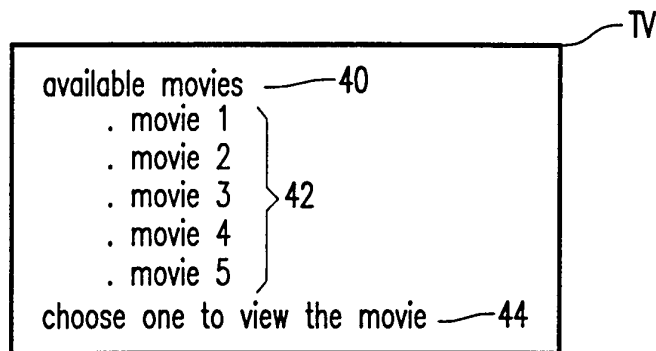 TV
available movies 40
. movie 1
. movie 2
. movie 3
. movie 4
. movie 5
42
choose one to view the movie 44